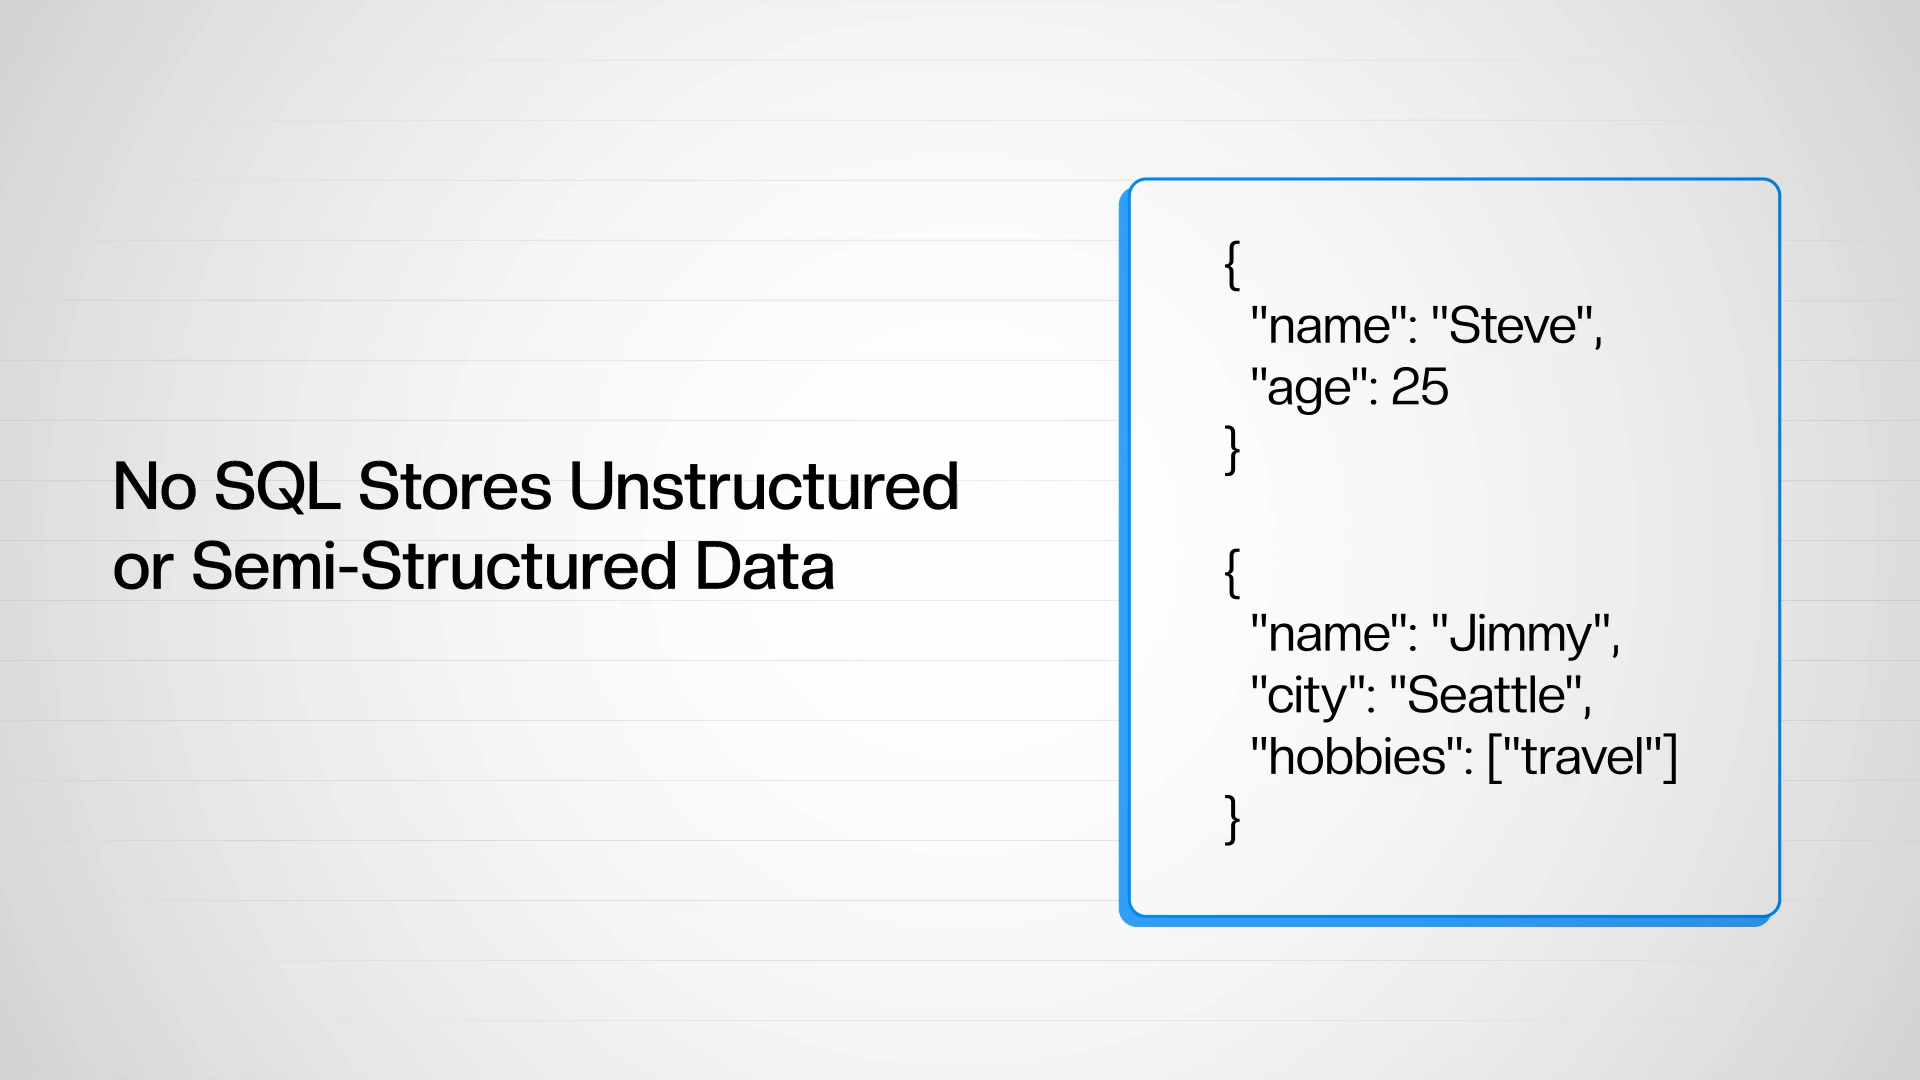 No SQL Stores Unstructured
or Semi-Structured Data
{
"name": "Steve",
"age": 25
}
{
"name": "Jimmy",
"city": "Seattle",
"hobbies": ["travel"]
}